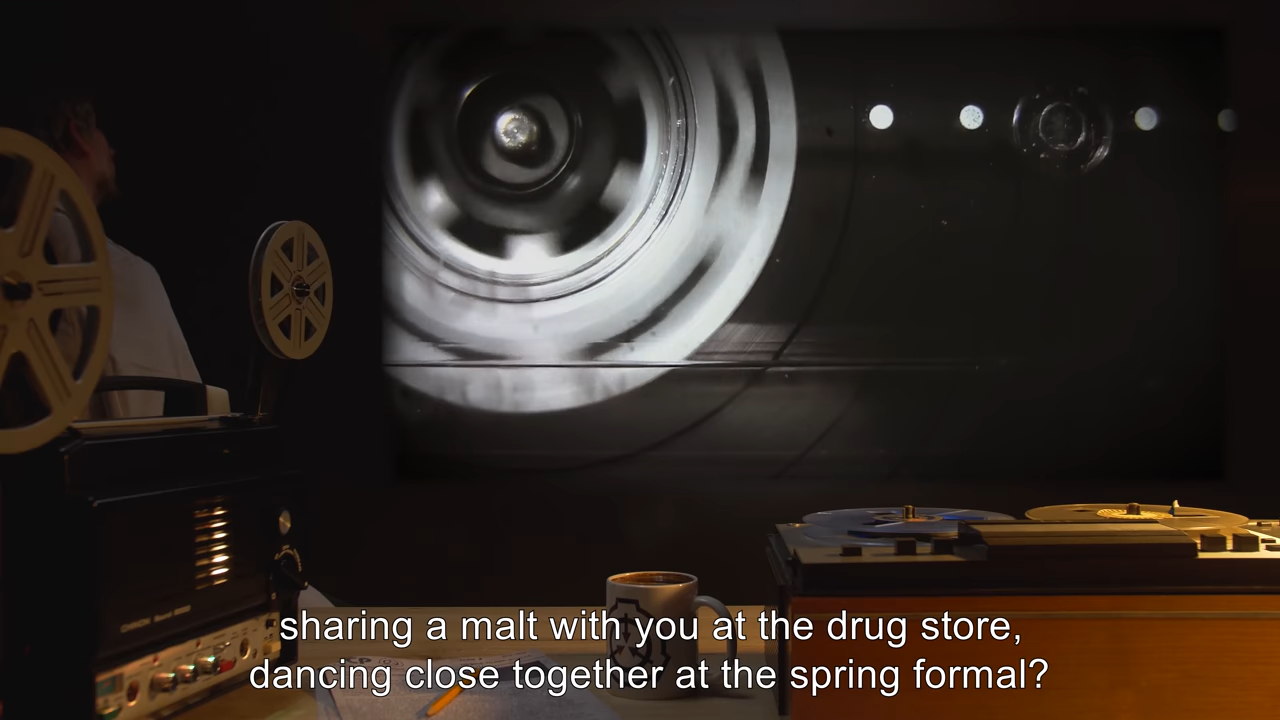 sharing a malt with you at the drug store,
dancing close together at the spring formal?